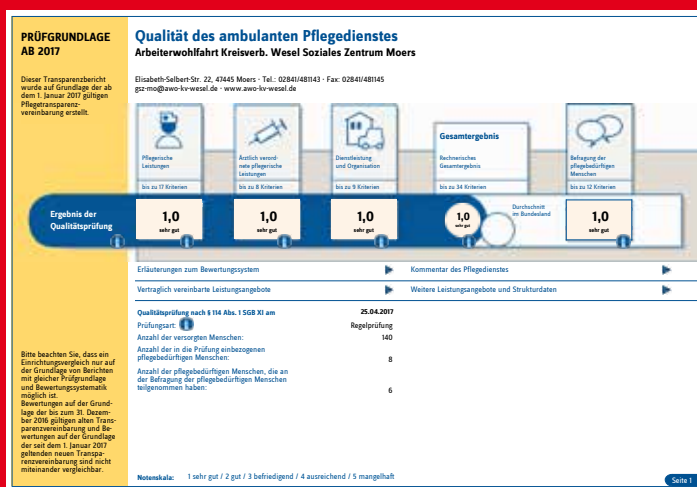 PRÜFGRUNDLAGE
AB 2017
Dieser Transparenzbericht
wurde auf Grundlage der ab
dem 1. Januar 2017 gültigen
Pflegetransparenz-
vereinbarung erstellt.
Qualität des ambulanten Pflegedienstes
Arbeiterwohlfahrt Kreisverb. Wesel Soziales Zentrum Moers
Elisabeth-Selbert-Str. 22, 47445 Moers · Tel.: 02841/481143 · Fax: 02841/481145
gsz-mo@awo-kv-wesel.de · www.awo-kv-wesel.de
Pflegerische
Leistungen
bis zu 17 Kriterien
Ärztlich verord-
nete pflegerische
Leistungen
bis zu 8 Kriterien
Dienstleistung
und Organisation
bis zu 9 Kriterien
Gesamtergebnis
Rechnerisches
Gesamtergebnis
bis zu 34 Kriterien
Befragung der
pflegebedürftigen
Menschen
bis zu 12 Kriterien
Ergebnis der
Qualitätsprüfung
1,0
sehr gut
1,0
sehr gut
1,0
sehr gut
1,0
sehr gut
Durchschnitt
im Bundesland
1,0
sehr gut
Erläuterungen zum Bewertungssystem
Kommentar des Pflegedienstes
Vertraglich vereinbarte Leistungsangebote
Weitere Leistungsangebote und Strukturdaten
Qualitätsprüfung nach § 114 Abs. 1 SGB XI am 25.04.2017
Prüfungsart: Regelprüfung
Anzahl der versorgten Menschen: 140
Anzahl der in die Prüfung einbezogenen
pflegebedürftigen Menschen: 8
Anzahl der pflegebedürftigen Menschen, die an
der Befragung der pflegebedürftigen Menschen
teilgenommen haben: 6
Bitte beachten Sie, dass ein
Einrichtungsvergleich nur auf
der Grundlage von Berichten
mit gleicher Prüfgrundlage
und Bewertungssystematik
möglich ist.
Bewertungen auf der Grund-
lage der bis zum 31. Dezem-
ber 2016 gültigen alten Trans-
parenzvereinbarung und Be-
wertungen auf der Grundlage
der seit dem 1. Januar 2017
geltenden neuen Transpa-
renzvereinbarung sind nicht
miteinander vergleichbar.
Notenskala: 1 sehr gut / 2 gut / 3 befriedigend / 4 ausreichend / 5 mangelhaft
Seite 1